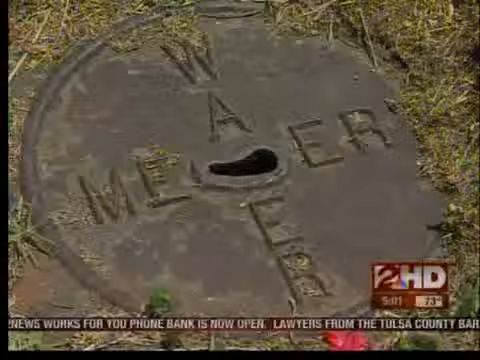 W
A
ME ER
E
R
2HD
5:01 73°
2NEWS WORKS FOR YOU PHONE BANK IS NOW OPEN. LAWYERS FROM THE TULSA COUNTY BAR